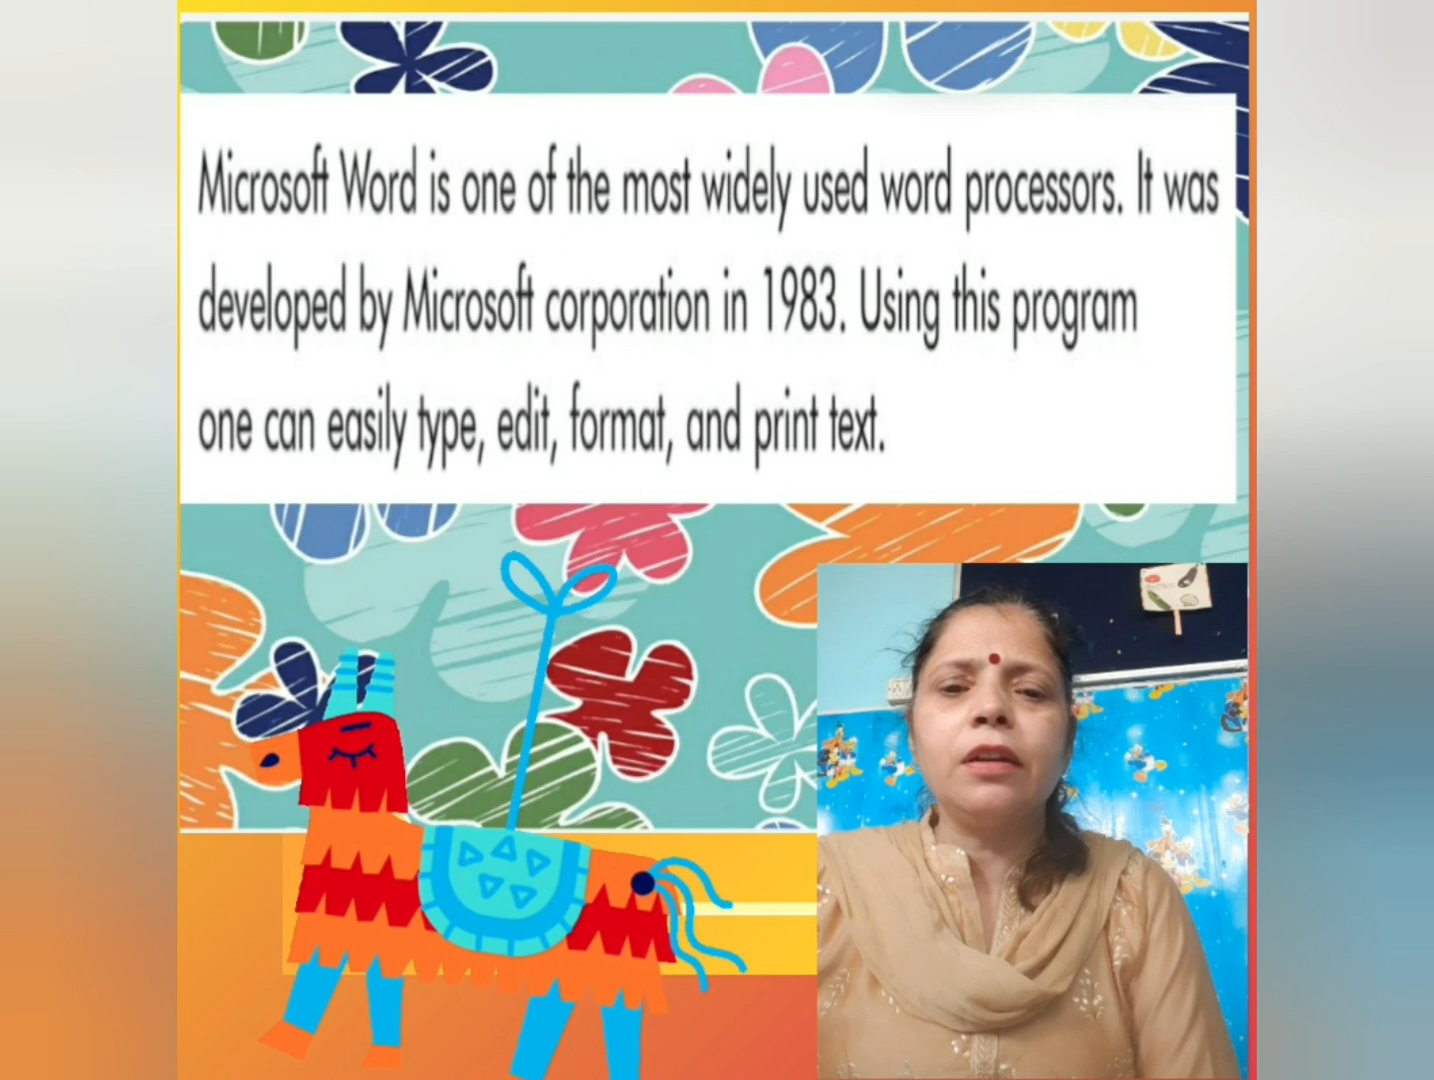 Microsoft Word is one of the most widely used word processors. It was
developed by Microsoft corporation in 1983. Using this program
one can easily type, edit, format, and print text.